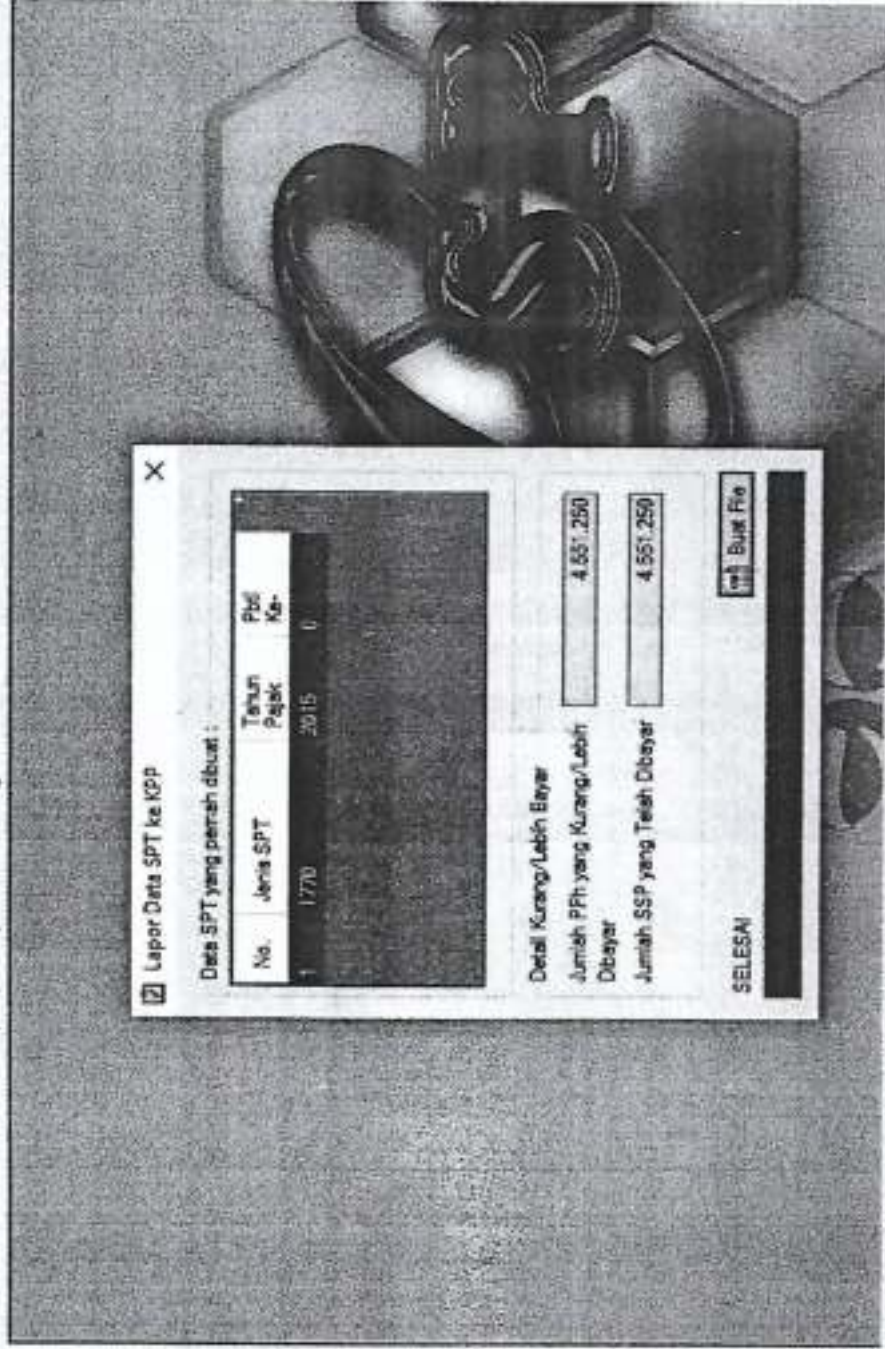 Lapor Data SPT ke KPP
Data SPT yang pernah dibuat :
No. Jenis SPT Tahun Pajak Pbtl Ke-
1 1770 2015 0
Detail Kurang/Lebih Bayar
Jumlah PPh yang Kurang/Lebih Dibayar 4.551.250
Jumlah SSP yang Telah Dibayar 4.551.250
SELESAI
Buat File